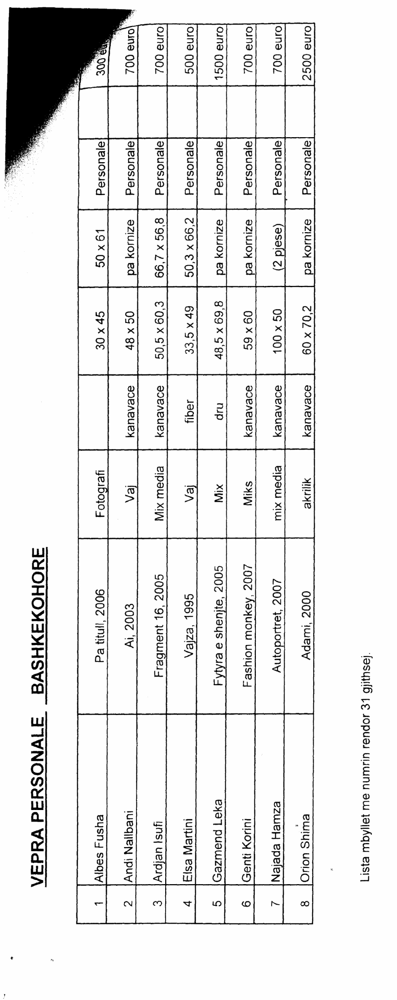 VEPRA PERSONALE BASHKEKOHORE
1 Albes Fusha Pa titull, 2006 Fotografi 30 x 45 50 x 61 Personale 300
2 Andi Nallbani Ai, 2003 Vaj kanavace 48 x 50 pa kornize Personale 700 euro
3 Ardjan Isufi Fragment 16, 2005 Mix media kanavace 50,5 x 60,3 66,7 x 56,8 Personale 700 euro
4 Elsa Martini Vajza, 1995 Vaj fiber 33,5 x 49 50,3 x 66,2 Personale 500 euro
5 Gazmend Leka Fytyra e shenjte, 2005 Mix dru 48,5 x 69,8 pa kornize Personale 1500 euro
6 Genti Korini Fashion monkey, 2007 Miks kanavace 59 x 60 pa kornize Personale 700 euro
7 Najada Hamza Autoportret, 2007 mix media kanavace 100 x 50 (2 pjese) Personale 700 euro
8 Orion Shima Adami, 2000 akrilik kanavace 60 x 70,2 pa kornize Personale 2500 euro
Lista mbyllet me numrin rendor 31 gjithsej.